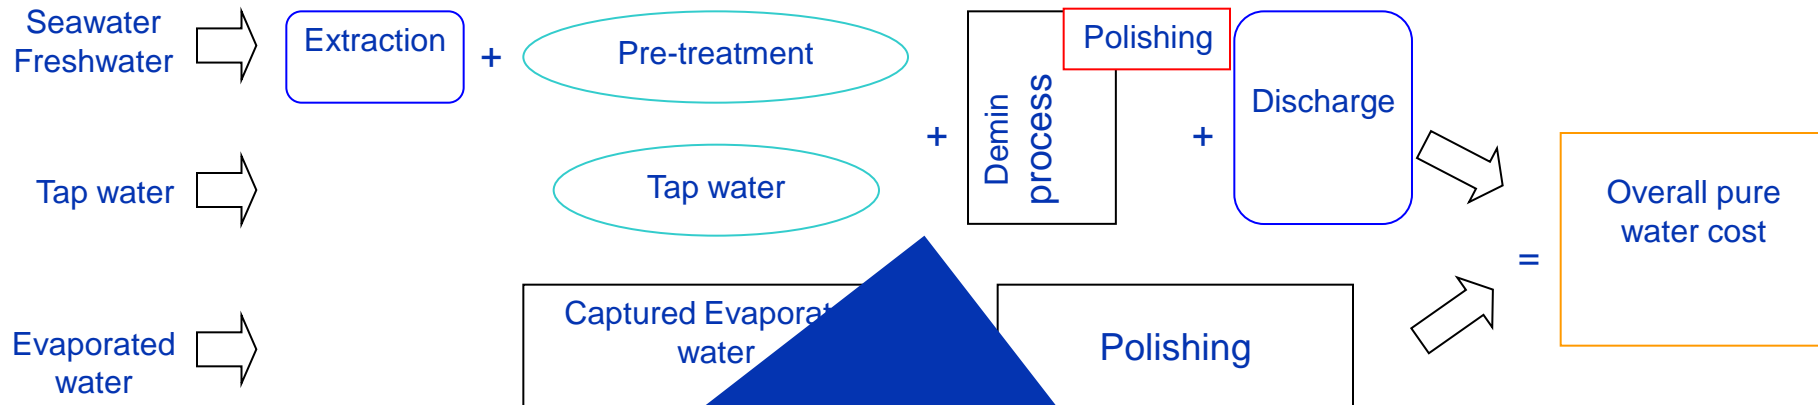 Seawater
Freshwater
Extraction
+
Pre-treatment
+
Demin
process
Polishing
+
Discharge
Tap water
Tap water
Evaporated
water
Captured Evaporat
water
Polishing
=
Overall pure
water cost